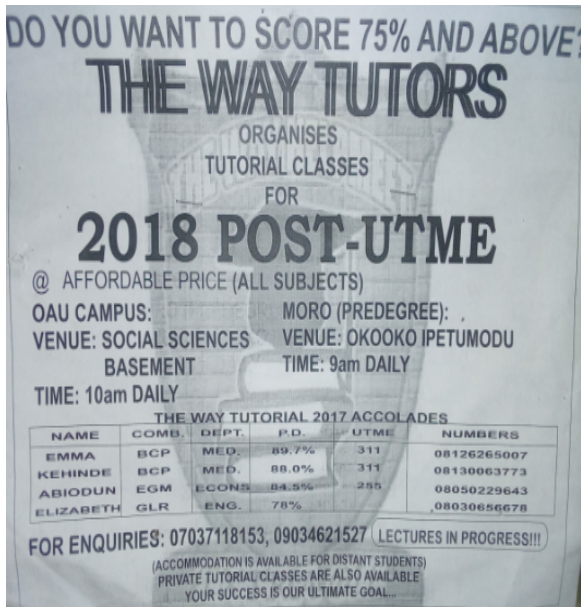 DO YOU WANT TO SCORE 75% AND ABOVE?
THE WAY TUTORS
ORGANISES
TUTORIAL CLASSES
FOR
2018 POST-UTME
@ AFFORDABLE PRICE (ALL SUBJECTS)
OAU CAMPUS:
VENUE: SOCIAL SCIENCES
BASEMENT
TIME: 10am DAILY
MORO (PREDEGREE):
VENUE: OKOOKO IPETUMODU
TIME: 9am DAILY
THE WAY TUTORIAL 2017 ACCOLADES
NAME COMB. DEPT. P.D. UTME NUMBERS
EMMA BCP MED. 89.7% 311 08126265007
KEHINDE BCP MED. 88.0% 311 08130063773
ABIODUN EGM ECONS 84.5% 255 08050229643
ELIZABETH GLR ENG. 78% 08030656678
FOR ENQUIRIES: 07037118153, 09034621527 LECTURES IN PROGRESS!!!
(ACCOMMODATION IS AVAILABLE FOR DISTANT STUDENTS)
PRIVATE TUTORIAL CLASSES ARE ALSO AVAILABLE
YOUR SUCCESS IS OUR ULTIMATE GOAL...